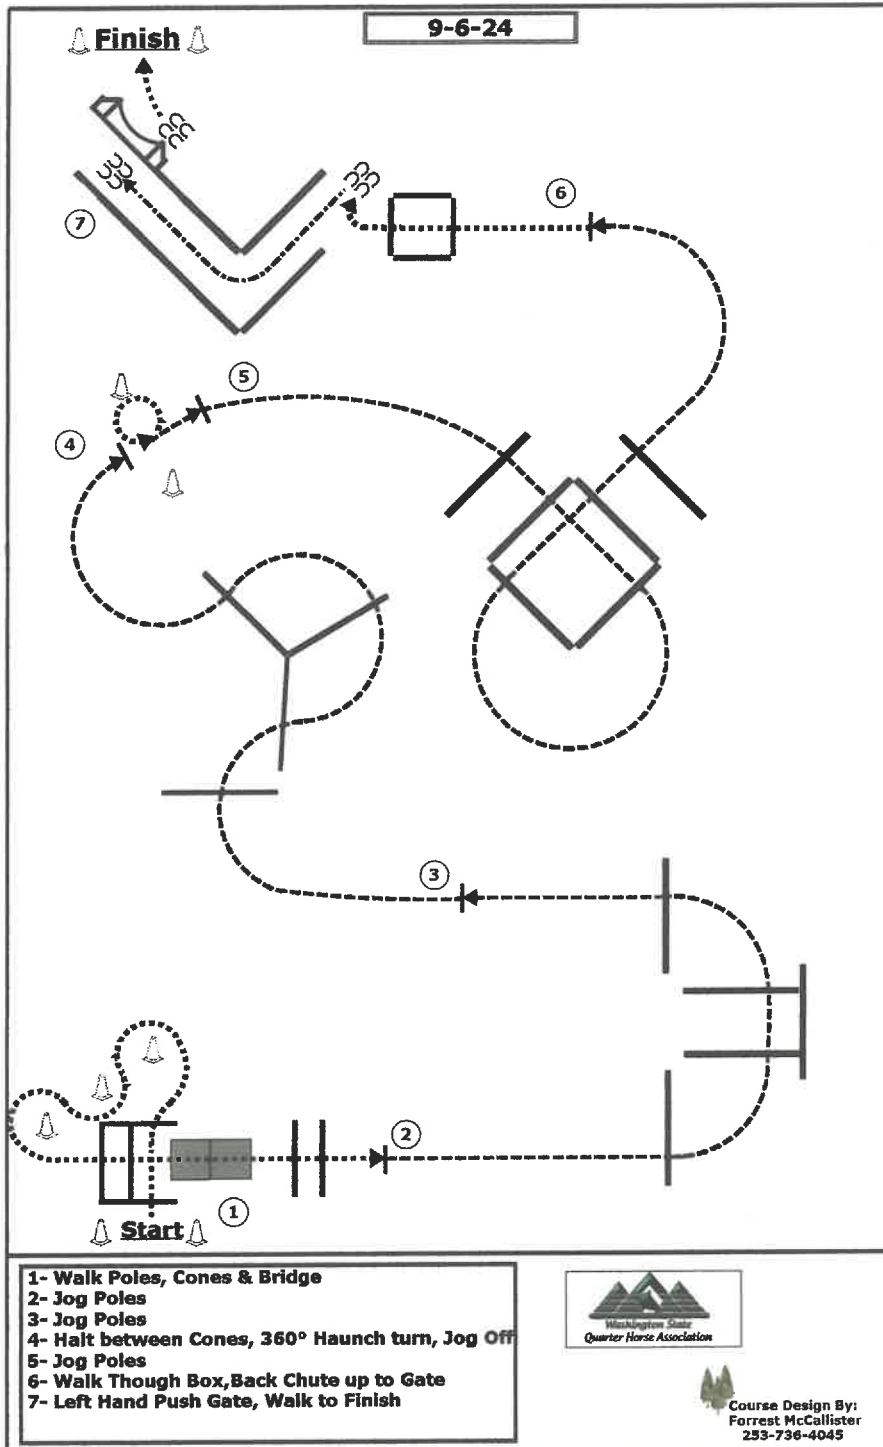 9-6-24
Finish
6
7
5
4
3
2
1
Start
1- Walk Poles, Cones & Bridge
2- Jog Poles
3- Jog Poles
4- Halt between Cones, 360° Haunch turn, Jog Off
5- Jog Poles
6- Walk Though Box,Back Chute up to Gate
7- Left Hand Push Gate, Walk to Finish
Washington State
Quarter Horse Association
Course Design By:
Forrest McCallister
253-736-4045